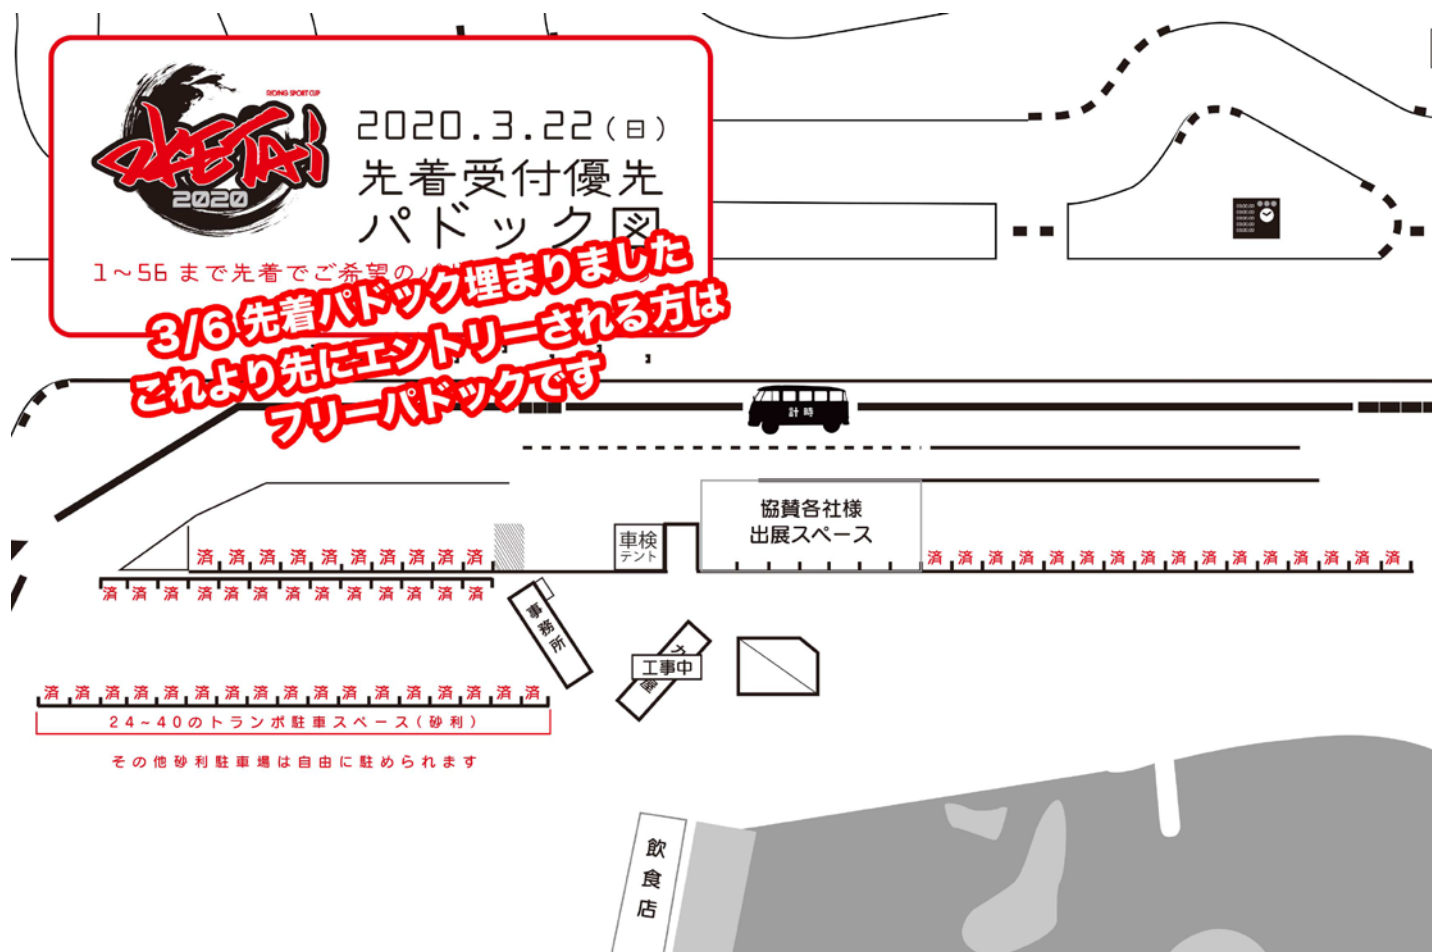 RIDING SPORT CUP
OKETAI
2020
2020.3.22(日)
先着受付優先
パドック図
1~56 まで先着でご希望の
3/6 先着パドック埋まりました
これより先にエントリーされる方は
フリーパドックです
計時
協賛各社様
出展スペース
車検
テント
済 済 済 済 済 済 済 済 済 済
済 済 済 済 済 済 済 済 済 済 済 済 済 済 済 済
済 済 済 済 済 済 済 済 済 済 済 済 済
事務所
工事中
済 済 済 済 済 済 済 済 済 済 済 済 済 済 済 済 済
24~40のトランポ駐車スペース(砂利)
その他砂利駐車場は自由に駐められます
飲食店